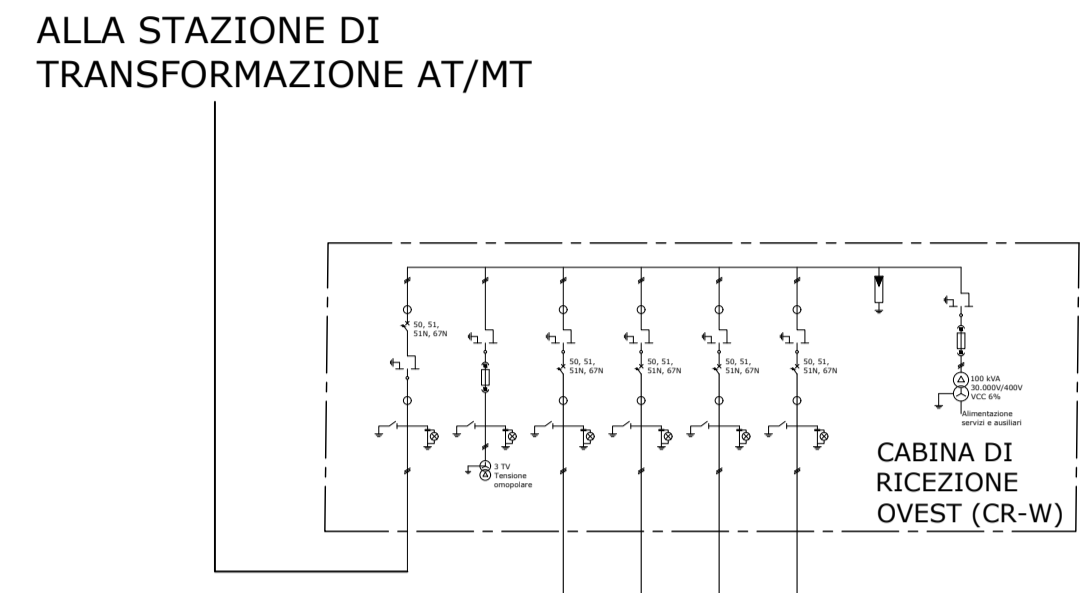 ALLA STAZIONE DI
TRANSFORMAZIONE AT/MT
50, 51,
51N, 67N
50, 51,
51N, 67N
50, 51,
51N, 67N
50, 51,
51N, 67N
50, 51,
51N, 67N
100 kVA
30.000V/400V
VCC 6%
Alimentazione
servizi e ausiliari
3 TV
Tensione
omopolare
CABINA DI
RICEZIONE
OVEST (CR-W)